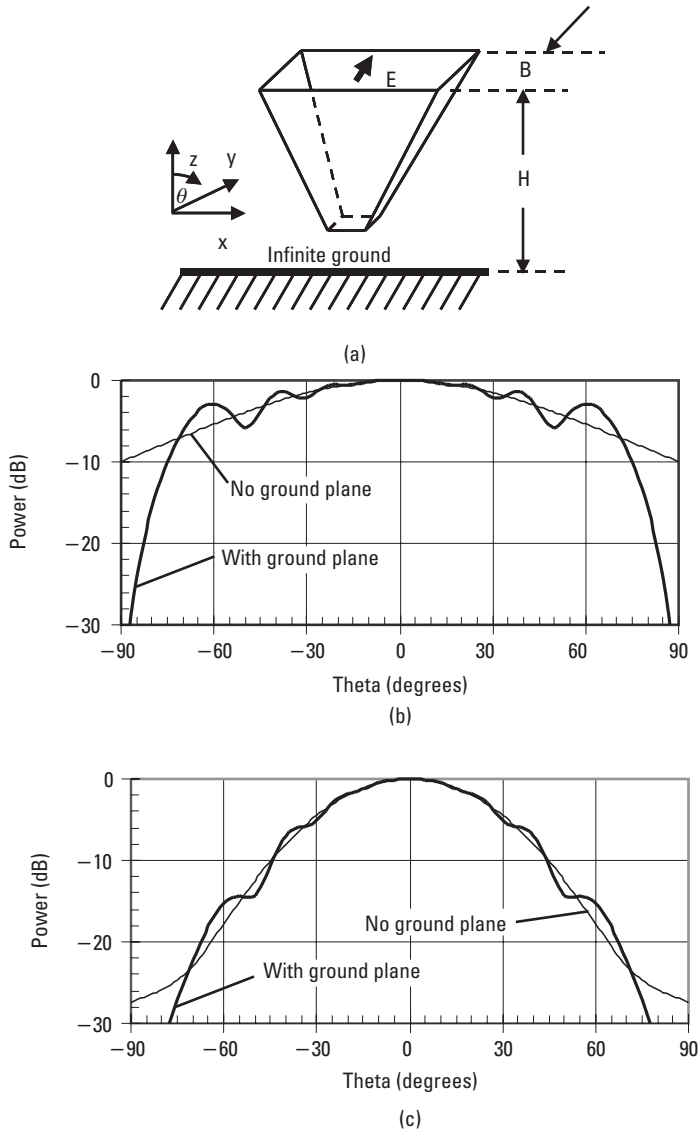 B
E
z
y
H
θ
x
Infinite ground
(a)
0
−10
−20
−30
Power (dB)
No ground plane
With ground plane
−90
−60
−30
0
30
60
90
Theta (degrees)
(b)
0
−10
−20
−30
Power (dB)
No ground plane
With ground plane
−90
−60
−30
0
30
60
90
Theta (degrees)
(c)